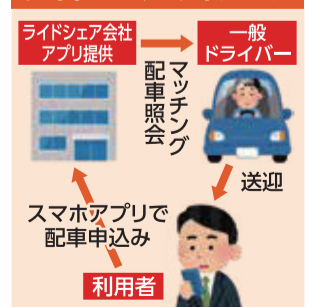 ライドシェア会社
アプリ提供
一般
ドライバー
マッチング
配車照会
送迎
スマホアプリで
配車申込み
利用者